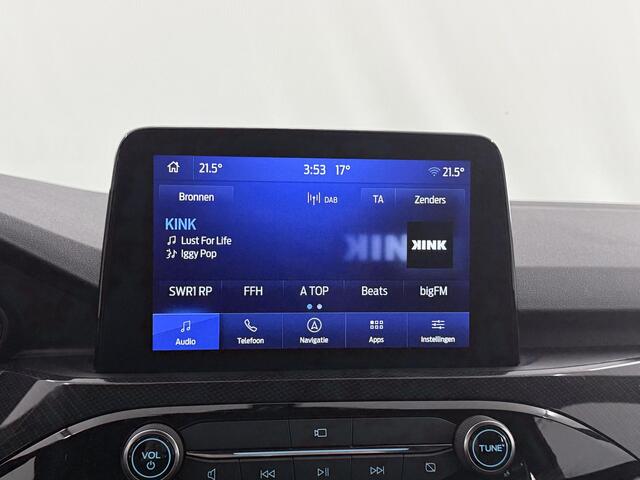 21.5° 3:53 17° 21.5°
Bronnen DAB TA Zenders
KINK
Lust For Life
Iggy Pop
KINK
SWR1 RP FFH A TOP Beats bigFM
Audio Telefoon Navigatie Apps Instellingen
VOL TUNE